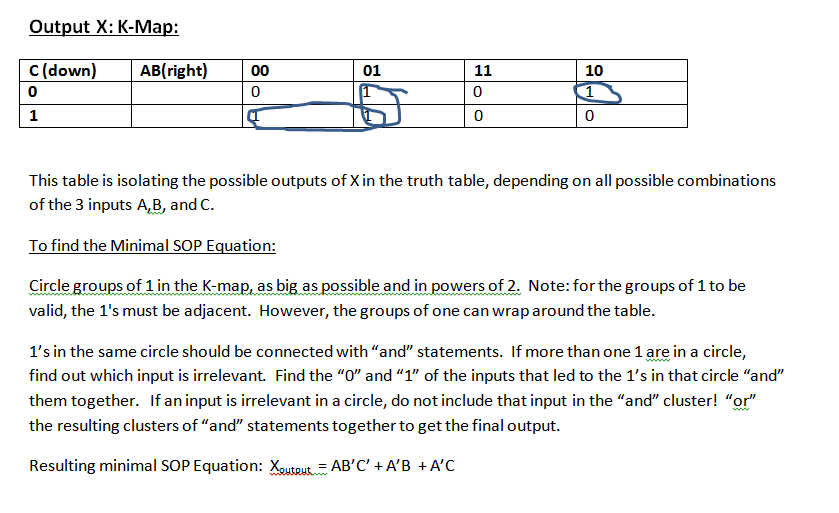 Output X: K-Map:
C (down) AB(right) 00 01 11 10
0 0 1 0 1
1 1 1 0 0
This table is isolating the possible outputs of X in the truth table, depending on all possible combinations
of the 3 inputs A,B, and C.
To find the Minimal SOP Equation:
Circle groups of 1 in the K-map, as big as possible and in powers of 2. Note: for the groups of 1 to be
valid, the 1's must be adjacent. However, the groups of one can wrap around the table.
1’s in the same circle should be connected with “and” statements. If more than one 1 are in a circle,
find out which input is irrelevant. Find the “0” and “1” of the inputs that led to the 1’s in that circle “and”
them together. If an input is irrelevant in a circle, do not include that input in the “and” cluster! “or”
the resulting clusters of “and” statements together to get the final output.
Resulting minimal SOP Equation: Xoutput = AB’C’ + A’B + A’C